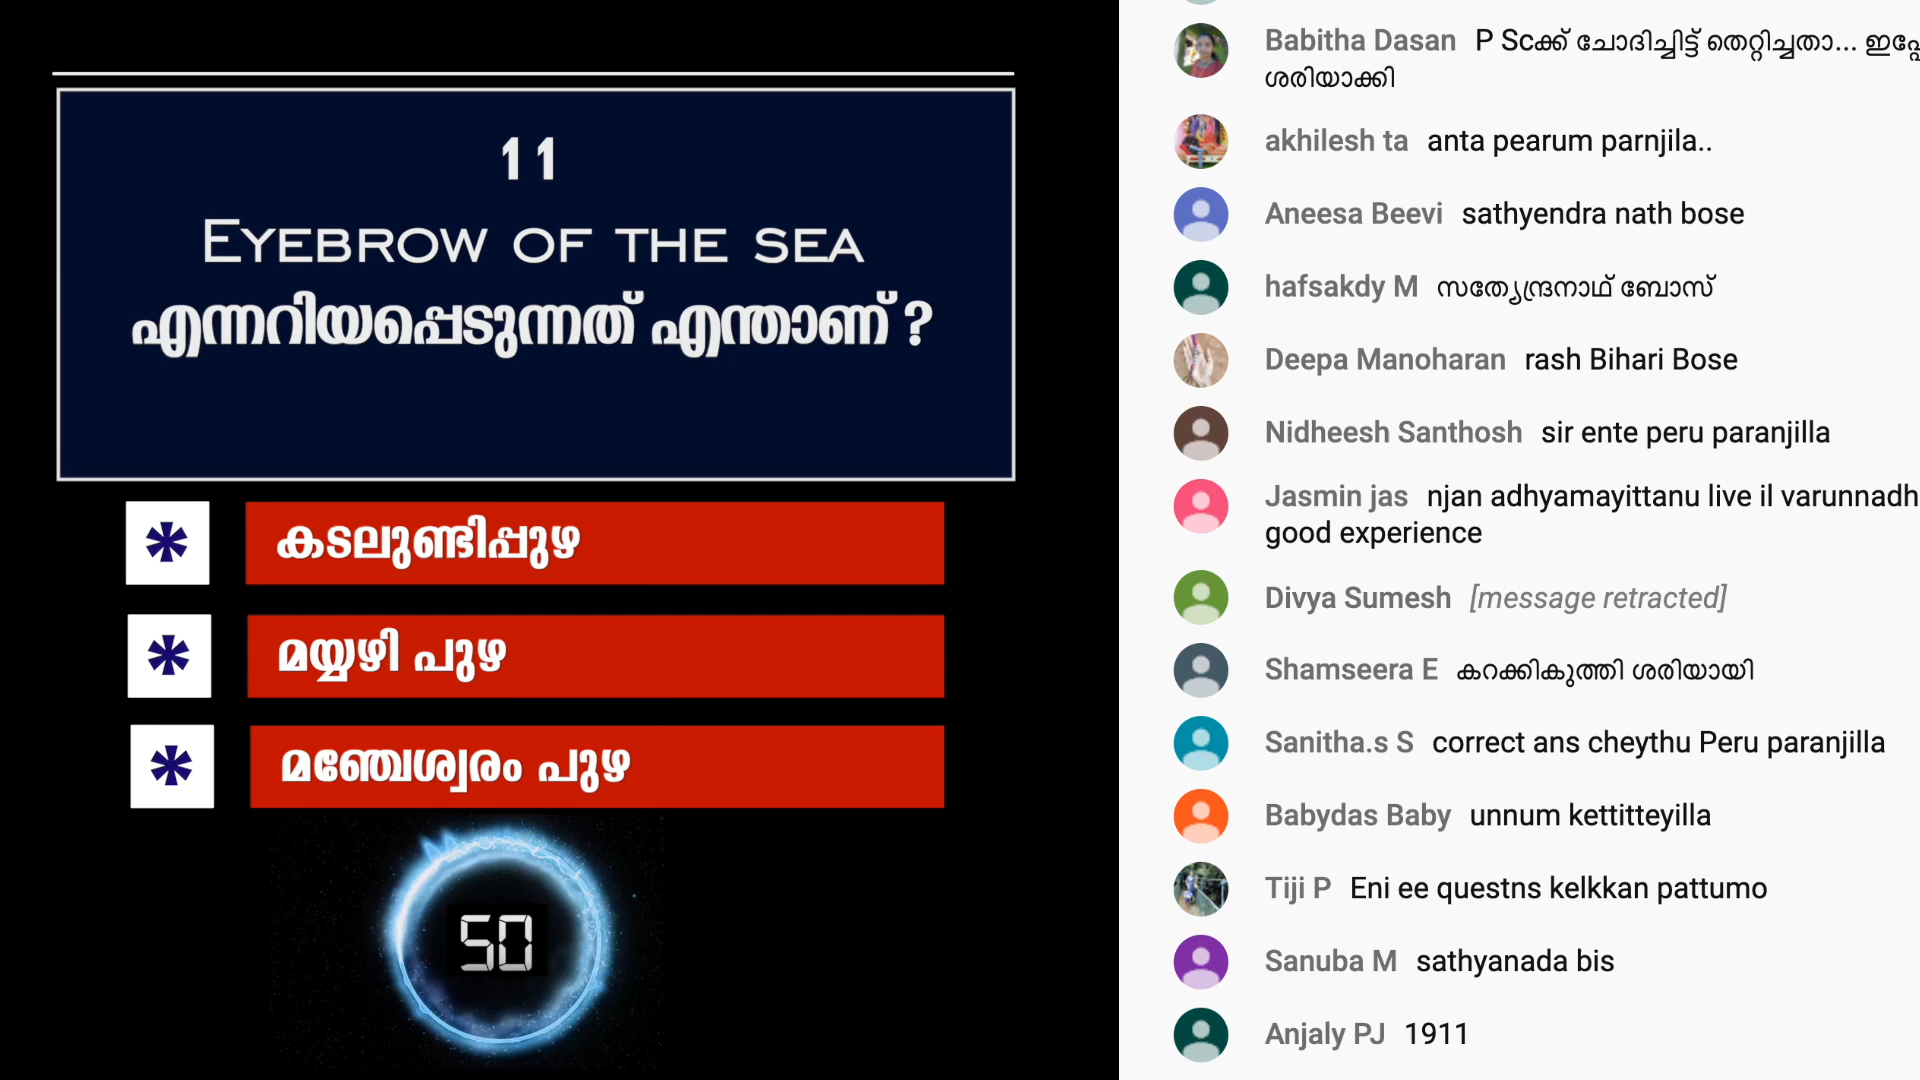 11
Eyebrow of the sea
എന്നറിയപ്പെടുന്നത് എന്താണ് ?
* കടലുണ്ടിപ്പുഴ
* മയ്യഴി പുഴ
* മഞ്ചേശ്വരം പുഴ
50
Babitha Dasan P Scക്ക് ചോദിച്ചിട്ട് തെറ്റിച്ചതാ...
ശരിയാക്കി
akhilesh ta anta pearum parnjila..
Aneesa Beevi sathyendra nath bose
hafsakdy M സത്യേന്ദ്രനാഥ് ബോസ്
Deepa Manoharan rash Bihari Bose
Nidheesh Santhosh sir ente peru paranjilla
Jasmin jas njan adhyamayittanu live il varunnadh
good experience
Divya Sumesh [message retracted]
Shamseera E കറക്കികുത്തി ശരിയായി
Sanitha.s S correct ans cheythu Peru paranjilla
Babydas Baby unnum kettitteyilla
Tiji P Eni ee questns kelkkan pattumo
Sanuba M sathyanada bis
Anjaly PJ 1911